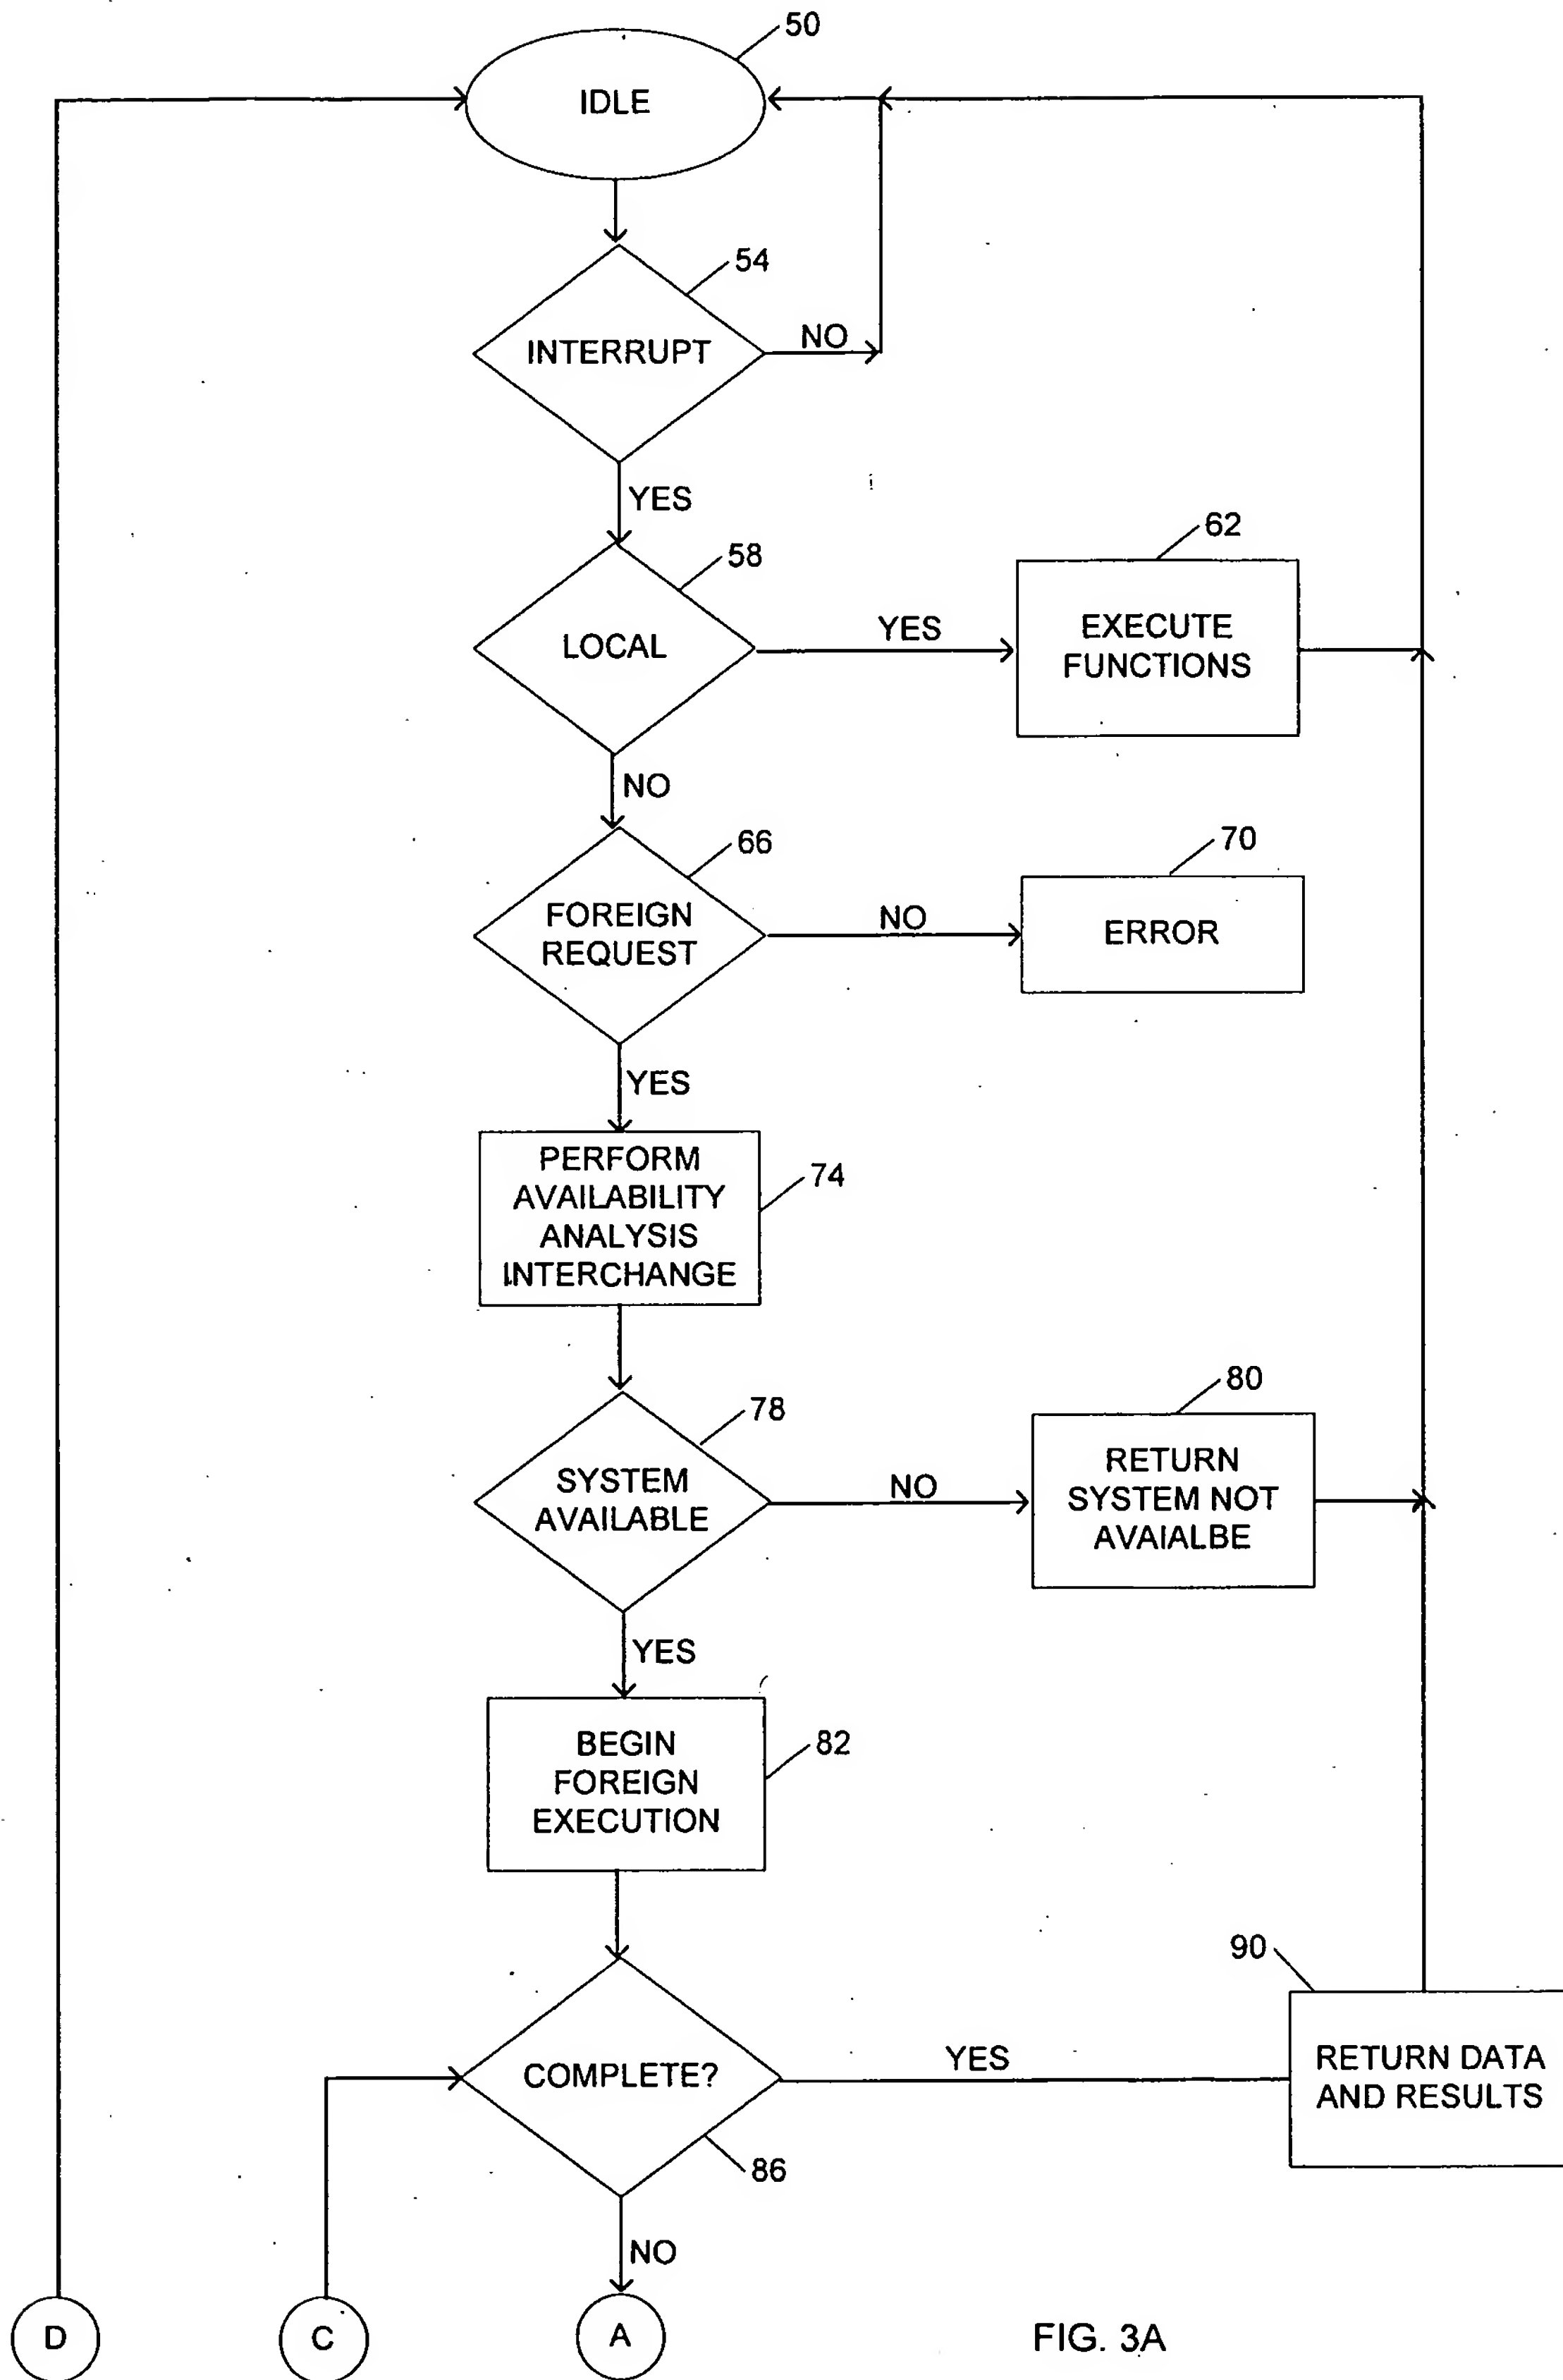 50
IDLE
54
INTERRUPT
NO
YES
58
LOCAL
YES
62
EXECUTE
FUNCTIONS
NO
66
FOREIGN
REQUEST
NO
70
ERROR
YES
PERFORM
AVAILABILITY
ANALYSIS
INTERCHANGE
74
78
SYSTEM
AVAILABLE
NO
80
RETURN
SYSTEM NOT
AVAIALBE
YES
BEGIN
FOREIGN
EXECUTION
82
COMPLETE?
86
YES
90
RETURN DATA
AND RESULTS
NO
D
C
A
FIG. 3A